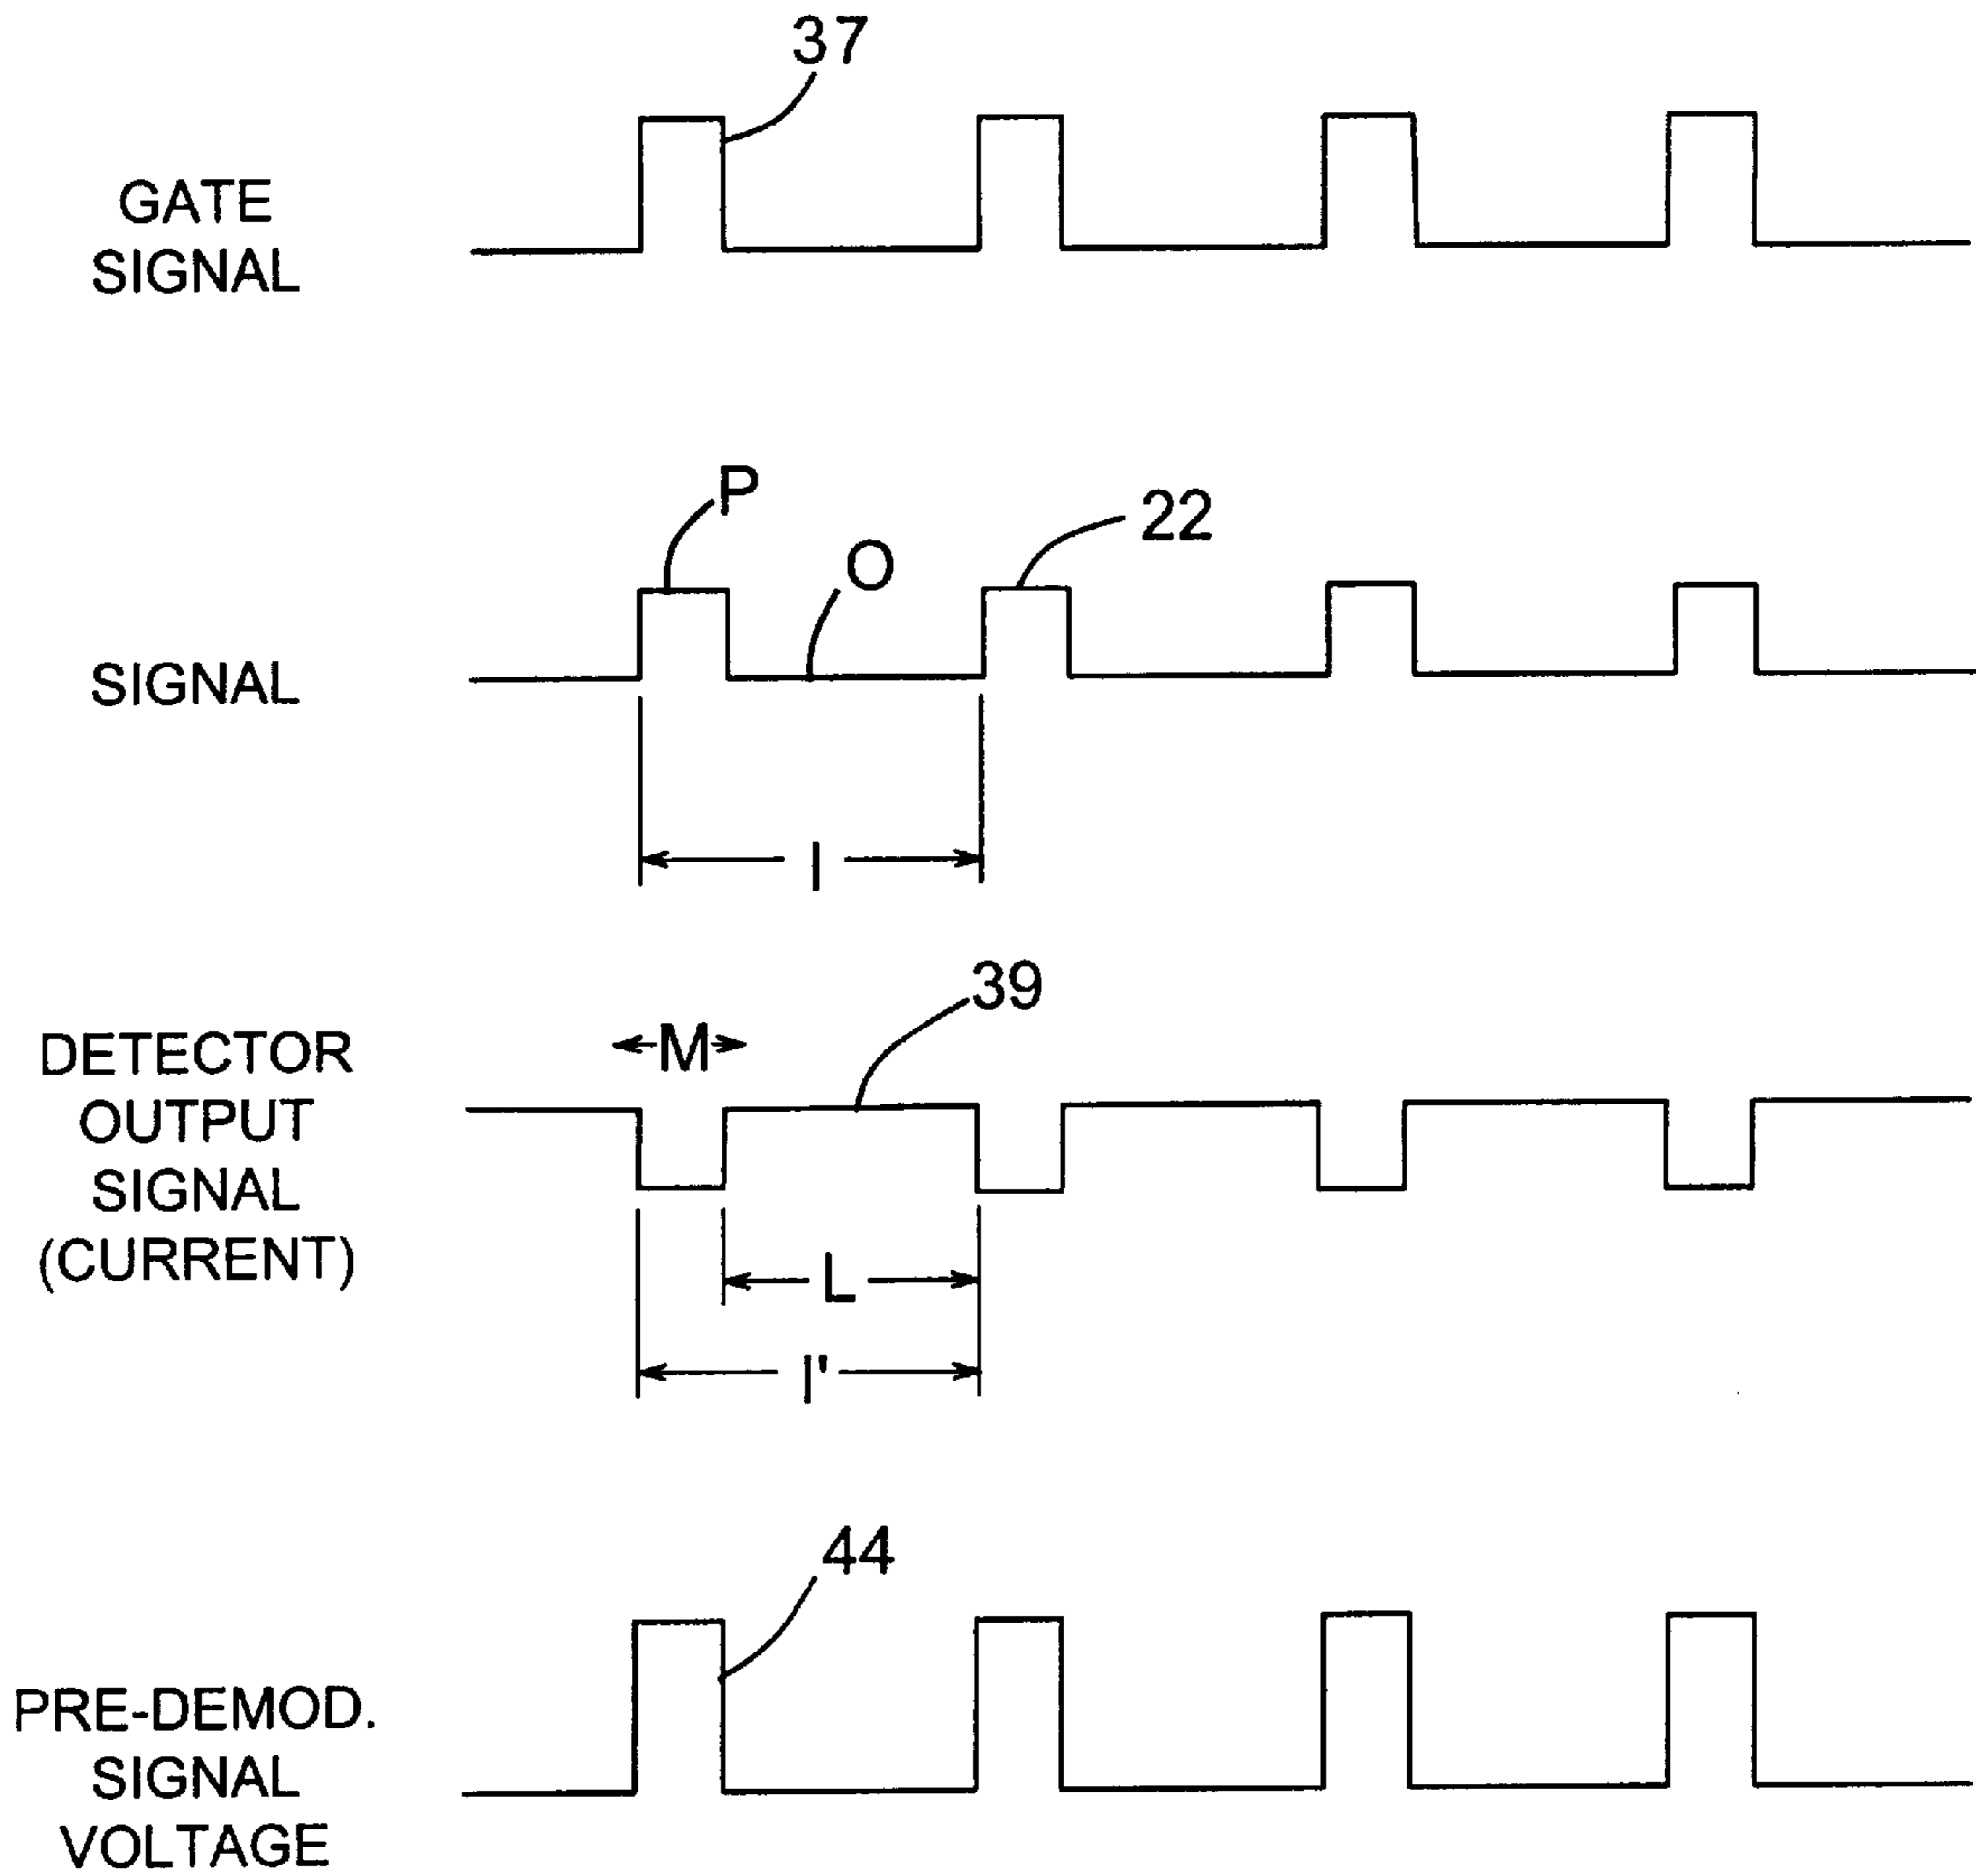 37
GATE
SIGNAL
P
22
O
SIGNAL
I
39
M
DETECTOR
OUTPUT
SIGNAL
(CURRENT)
L
I'
44
PRE-DEMOD.
SIGNAL
VOLTAGE